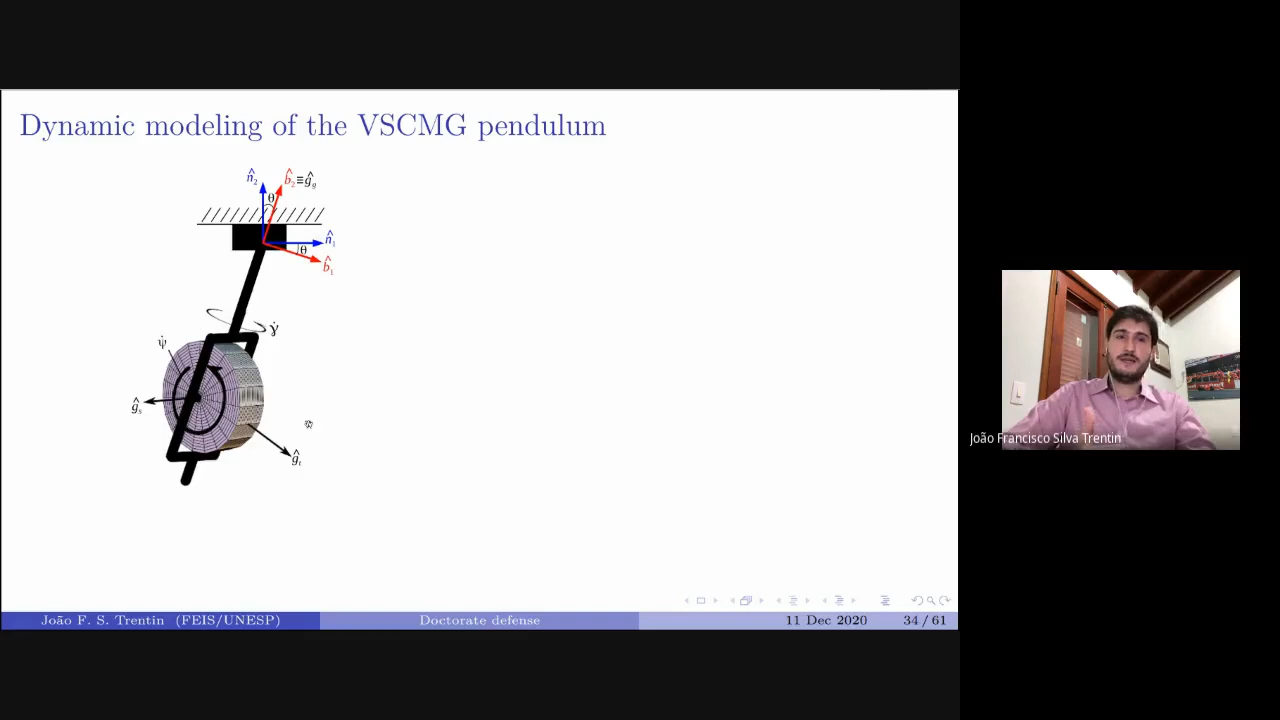 Dynamic modeling of the VSCMG pendulum
n̂₂
b̂₂≡ĝg
θ
n̂₁
θ
b̂₁
γ̇
ψ̇
ĝs
ĝt
João Francisco Silva Trentin
João F. S. Trentin (FEIS/UNESP) Doctorate defense 11 Dec 2020 34 / 61